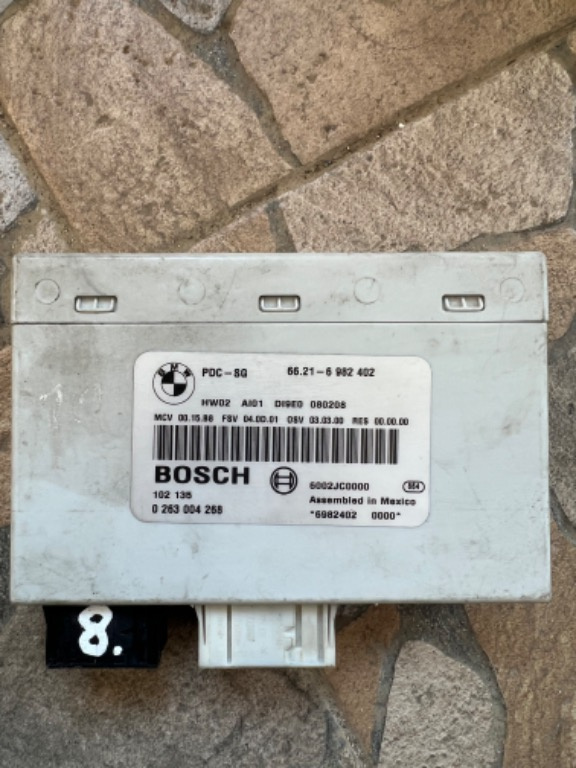 BMW
PDC-SG 66.21-6 982 402
HW02 AI01 DI9E0 080208
MCV 00.15.88 FSV 04.00.01 OSV 03.03.00 RES 00.00.00
BOSCH
6002JC0000
102 135
Assembled in Mexico
0 263 004 258
*6982402 0000*
8.